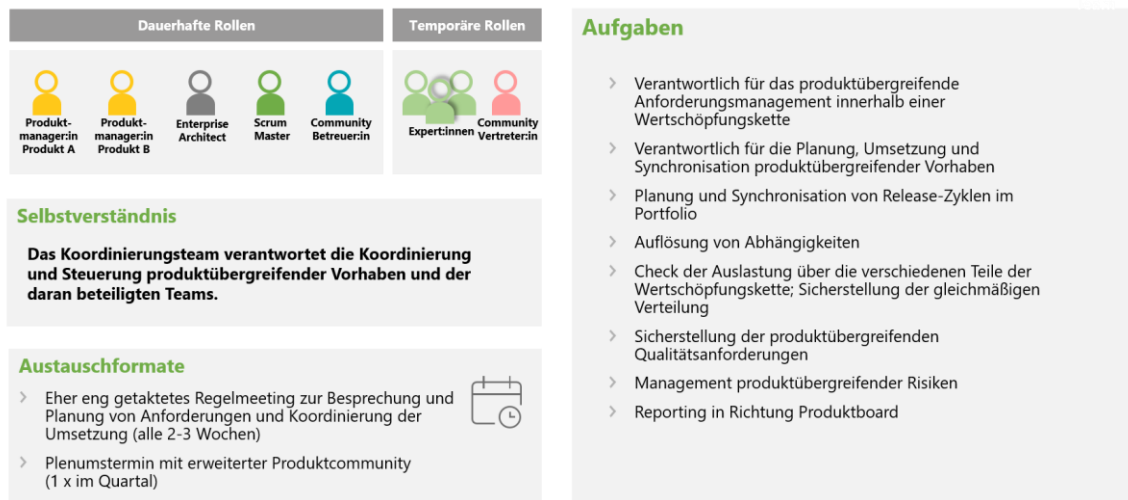 Dauerhafte Rollen
Temporäre Rollen
Produkt-
manager:in
Produkt A
Produkt-
manager:in
Produkt B
Enterprise
Architect
Scrum
Master
Community
Betreuer:in
Expert:innen
Community
Vertreter:in
Selbstverständnis
Das Koordinierungsteam verantwortet die Koordinierung
und Steuerung produktübergreifender Vorhaben und der
daran beteiligten Teams.
Austauschformate
Eher eng getaktetes Regelmeeting zur Besprechung und
Planung von Anforderungen und Koordinierung der
Umsetzung (alle 2-3 Wochen)
Plenumstermin mit erweiterter Produktcommunity
(1 x im Quartal)
Aufgaben
Verantwortlich für das produktübergreifende
Anforderungsmanagement innerhalb einer
Wertschöpfungskette
Verantwortlich für die Planung, Umsetzung und
Synchronisation produktübergreifender Vorhaben
Planung und Synchronisation von Release-Zyklen im
Portfolio
Auflösung von Abhängigkeiten
Check der Auslastung über die verschiedenen Teile der
Wertschöpfungskette; Sicherstellung der gleichmäßigen
Verteilung
Sicherstellung der produktübergreifenden
Qualitätsanforderungen
Management produktübergreifender Risiken
Reporting in Richtung Produktboard